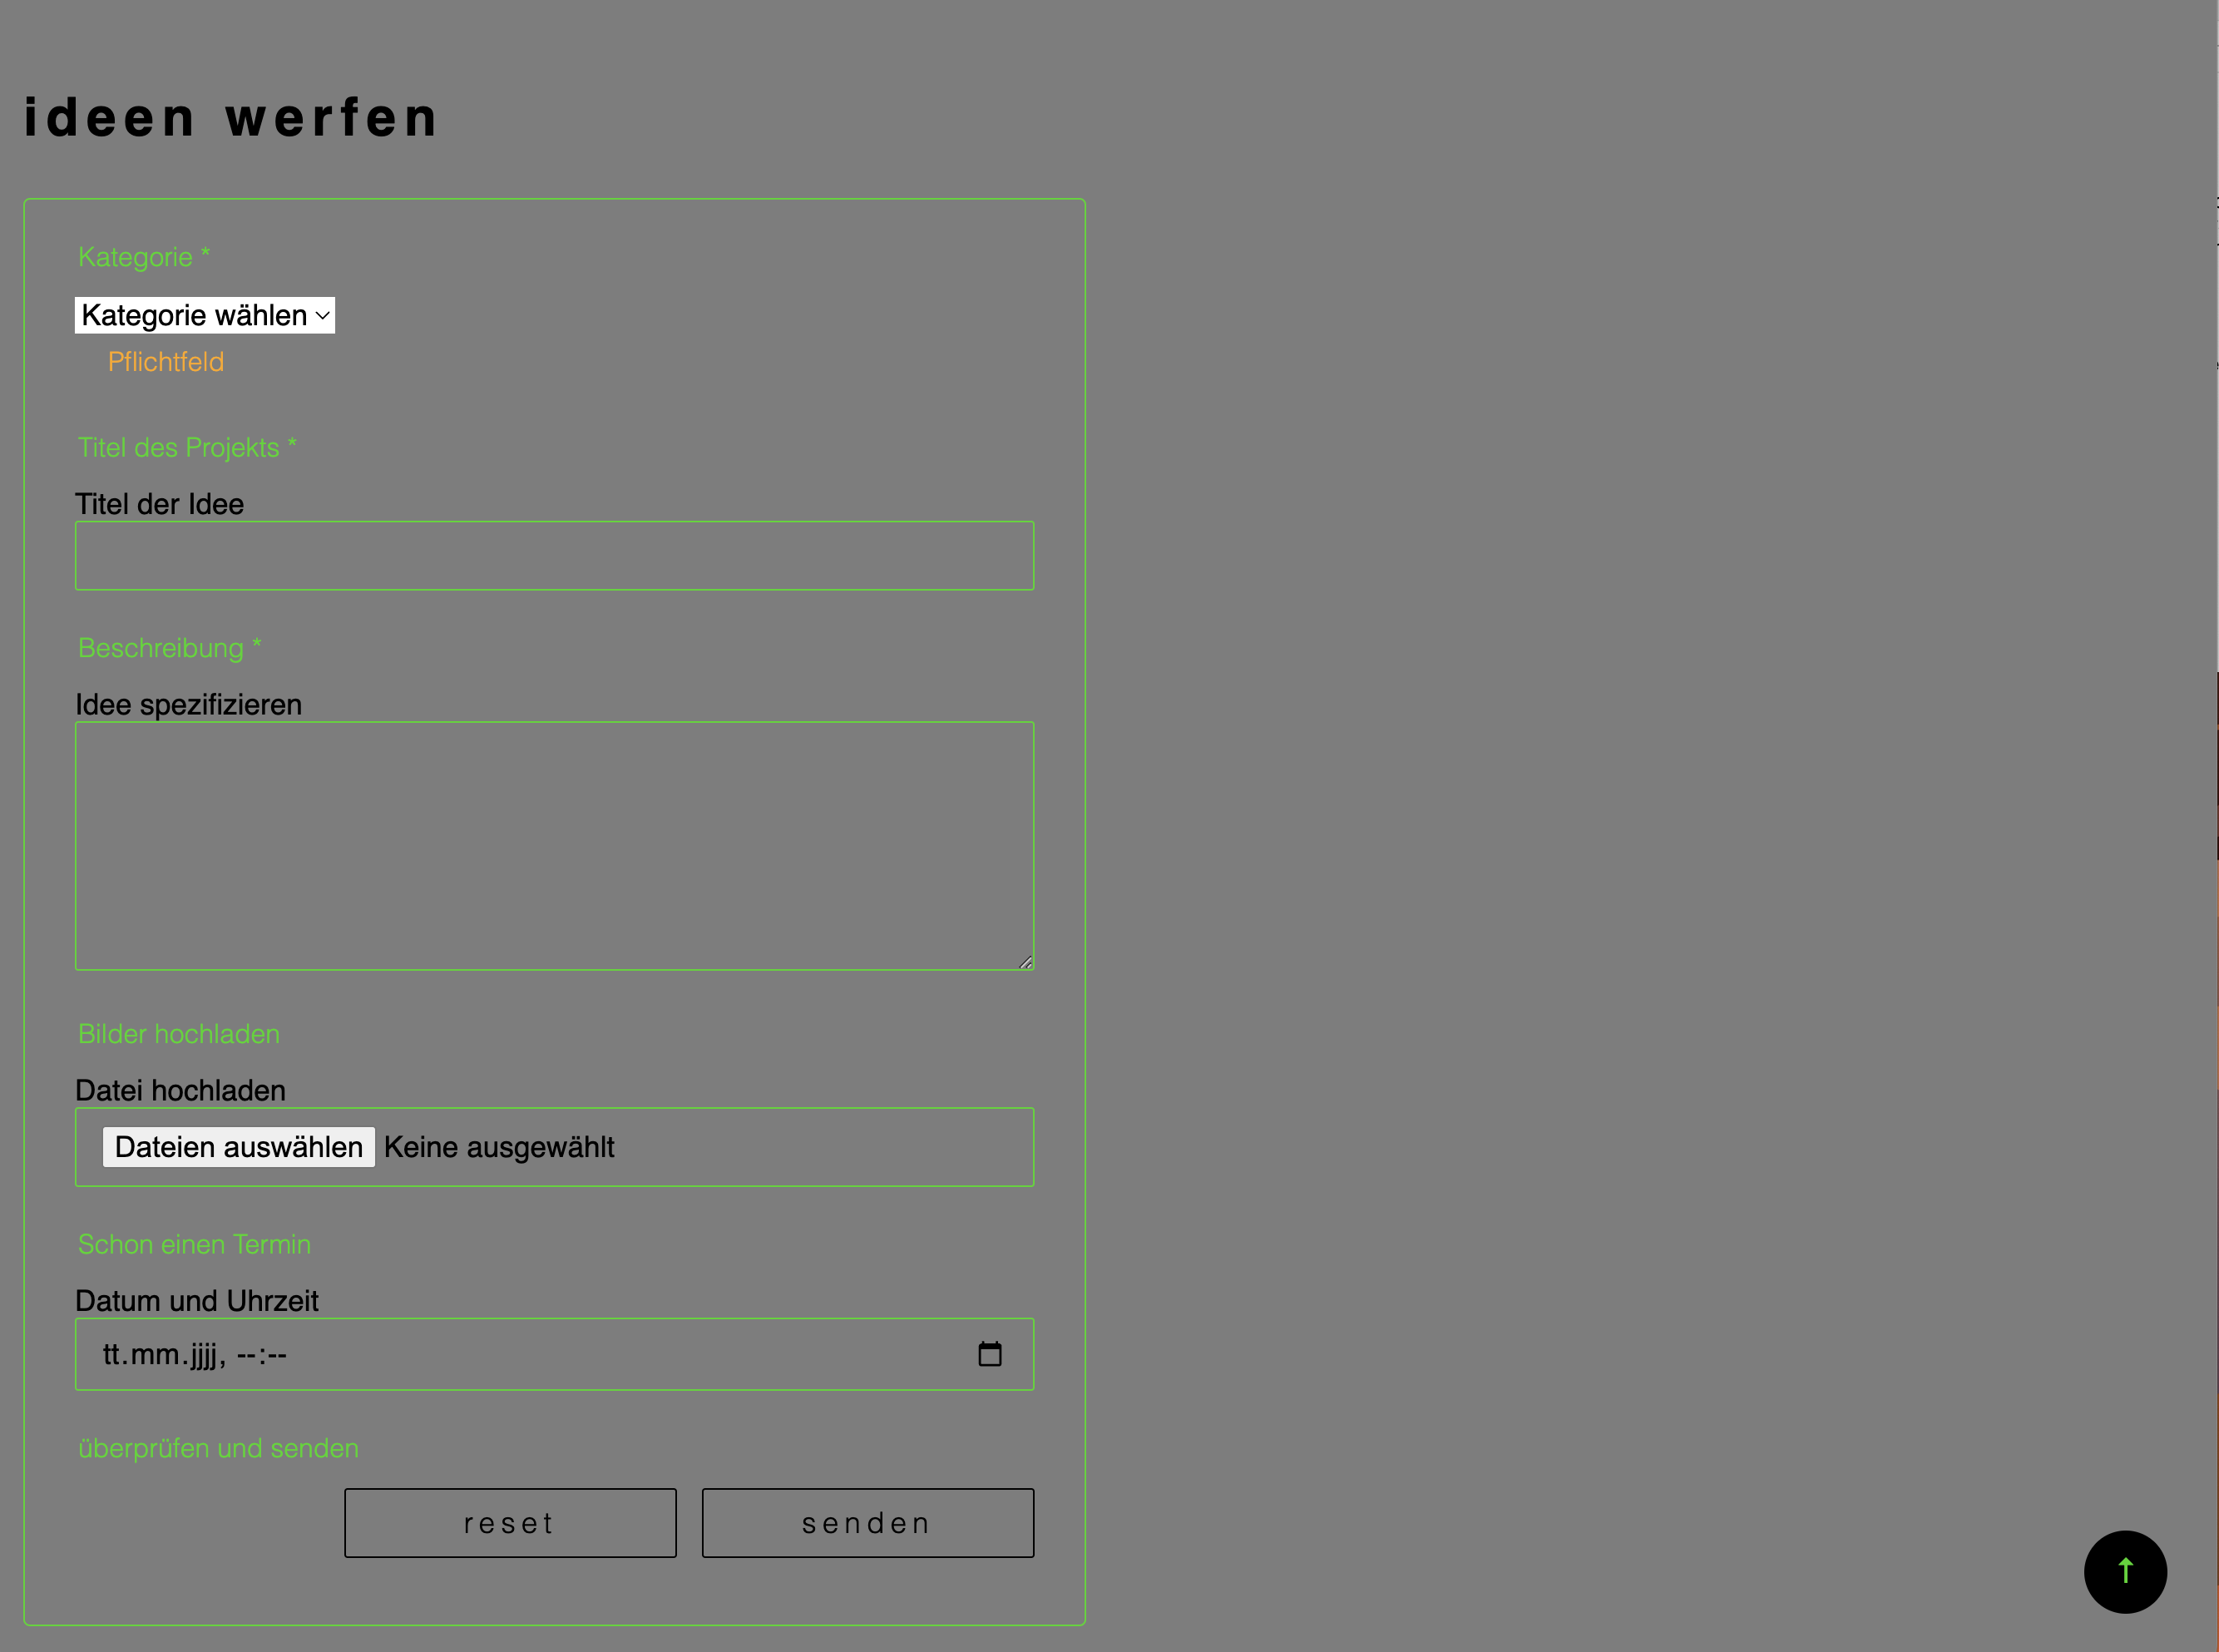 ideen werfen
Kategorie *
Kategorie wählen
Pflichtfeld
Titel des Projekts *
Titel der Idee
Beschreibung *
Idee spezifizieren
Bilder hochladen
Datei hochladen
Dateien auswählen Keine ausgewählt
Schon einen Termin
Datum und Uhrzeit
tt.mm.jjjj, --:--
überprüfen und senden
reset senden